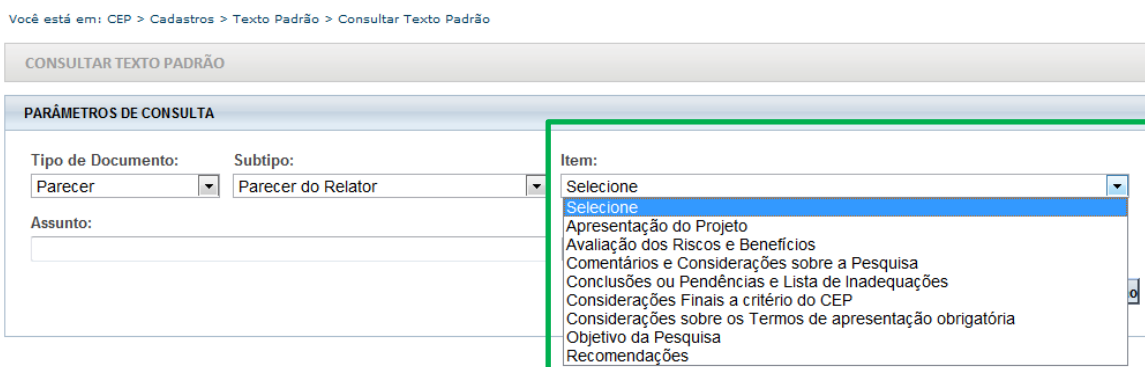 Você está em: CEP > Cadastros > Texto Padrão > Consultar Texto Padrão
CONSULTAR TEXTO PADRÃO
PARÂMETROS DE CONSULTA
Tipo de Documento: Subtipo: Item:
Parecer Parecer do Relator Selecione
Assunto:
Selecione
Apresentação do Projeto
Avaliação dos Riscos e Benefícios
Comentários e Considerações sobre a Pesquisa
Conclusões ou Pendências e Lista de Inadequações
Considerações Finais a critério do CEP
Considerações sobre os Termos de apresentação obrigatória
Objetivo da Pesquisa
Recomendações